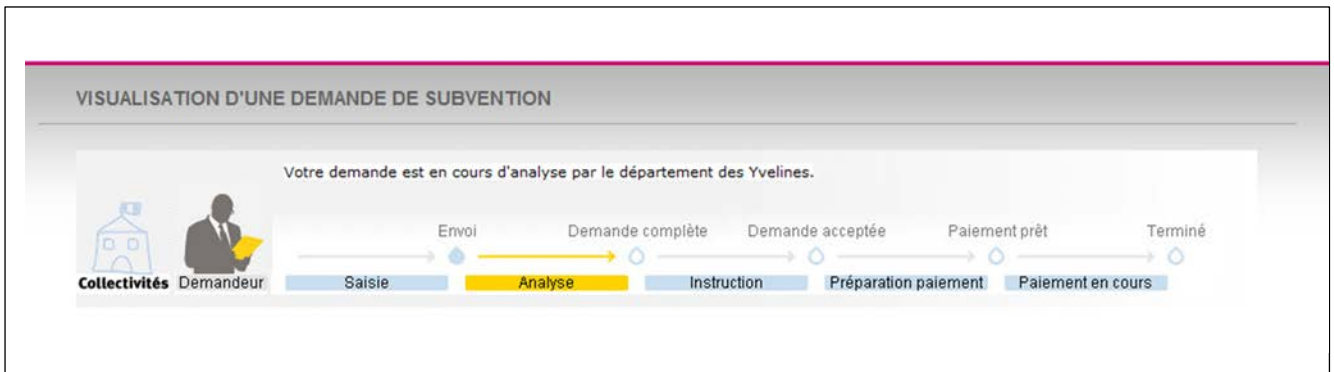 VISUALISATION D'UNE DEMANDE DE SUBVENTION
Votre demande est en cours d'analyse par le département des Yvelines.
Envoi Demande complète Demande acceptée Paiement prêt Terminé
Collectivités Demandeur Saisie Analyse Instruction Préparation paiement Paiement en cours